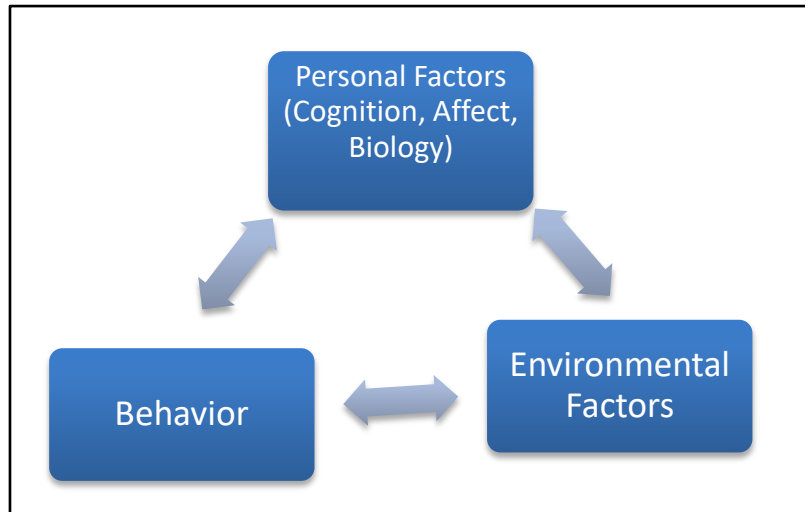 Personal Factors
(Cognition, Affect,
Biology)
Behavior
Environmental
Factors